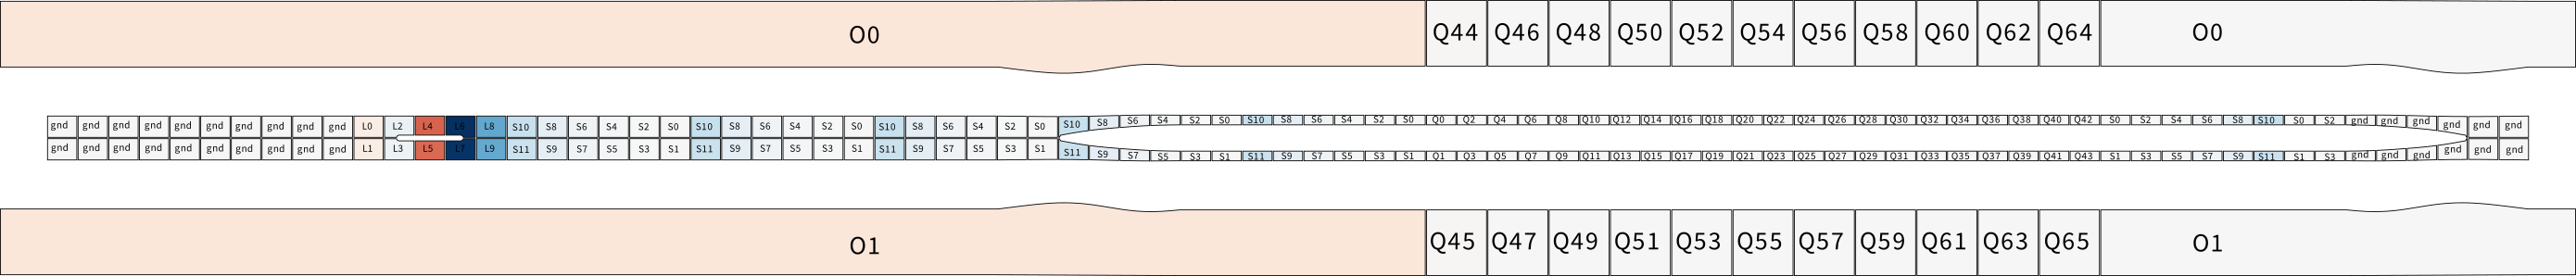 O0 Q44 Q46 Q48 Q50 Q52 Q54 Q56 Q58 Q60 Q62 Q64 O0
gnd gnd gnd gnd gnd gnd gnd gnd gnd gnd L0 L2 L4 L6 L8 S10 S8 S6 S4 S2 S0 S10 S8 S6 S4 S2 S0 S10 S8 S6 S4 S2 S0 S10 S8 S6 S4 S2 S0 S10 S8 S6 S4 S2 S0 Q0 Q2 Q4 Q6 Q8 Q10 Q12 Q14 Q16 Q18 Q20 Q22 Q24 Q26 Q28 Q30 Q32 Q34 Q36 Q38 Q40 Q42 S0 S2 S4 S6 S8 S10 S0 S2 gnd gnd gnd gnd gnd gnd
gnd gnd gnd gnd gnd gnd gnd gnd gnd gnd L1 L3 L5 L7 L9 S11 S9 S7 S5 S3 S1 S11 S9 S7 S5 S3 S1 S11 S9 S7 S5 S3 S1 S11 S9 S7 S5 S3 S1 S11 S9 S7 S5 S3 S1 Q1 Q3 Q5 Q7 Q9 Q11 Q13 Q15 Q17 Q19 Q21 Q23 Q25 Q27 Q29 Q31 Q33 Q35 Q37 Q39 Q41 Q43 S1 S3 S5 S7 S9 S11 S1 S3 gnd gnd gnd gnd gnd gnd
O1 Q45 Q47 Q49 Q51 Q53 Q55 Q57 Q59 Q61 Q63 Q65 O1